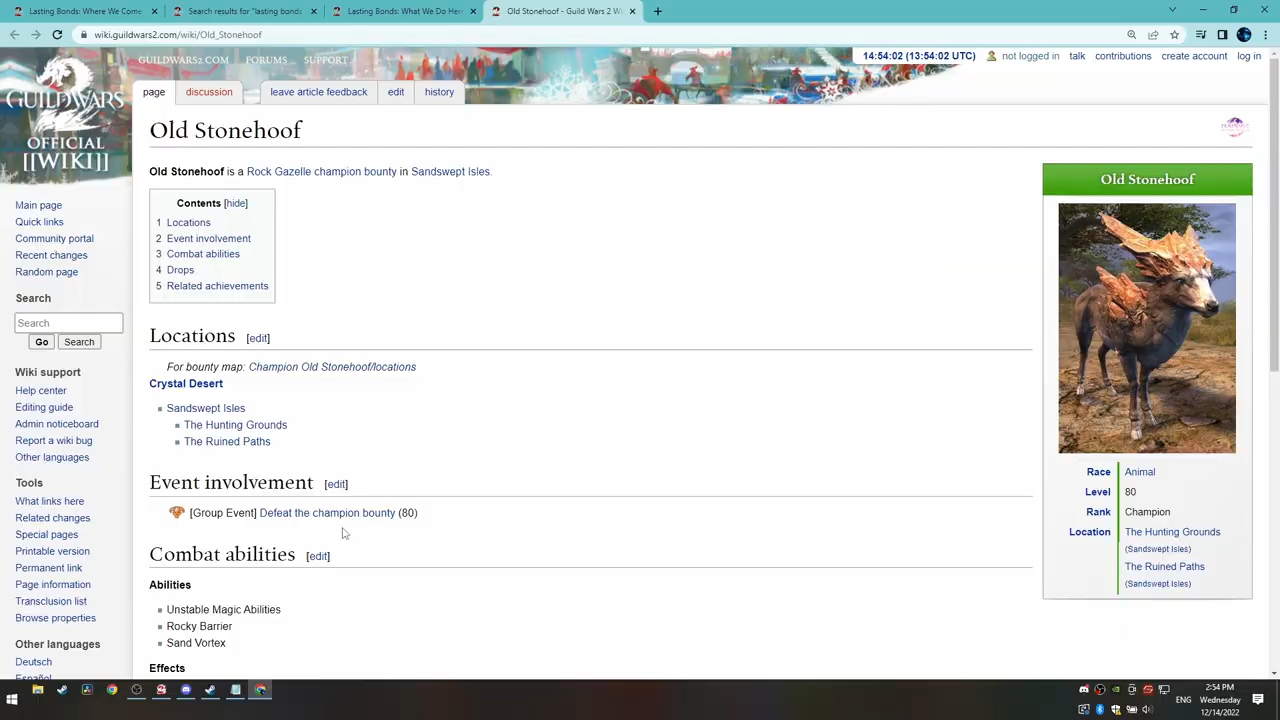 Lasting Bonds: Where We Come
Search results for "lasting bonds
Lasting Bonds: What We Do Her
Old Stonehoof - Guild Wars 2 Wi
wiki.guildwars2.com/wiki/Old_Stonehoof
GUILDWARS2.COM FORUMS SUPPORT
14:54:02 (13:54:02 UTC) not logged in talk contributions create account log in
GUILD WARS
OFFICIAL
[[WIKI]]
page discussion leave article feedback edit history
Old Stonehoof
Old Stonehoof is a Rock Gazelle champion bounty in Sandswept Isles.
Contents [hide]
1 Locations
2 Event involvement
3 Combat abilities
4 Drops
5 Related achievements
Locations [edit]
For bounty map: Champion Old Stonehoof/locations
Crystal Desert
Sandswept Isles
The Hunting Grounds
The Ruined Paths
Event involvement [edit]
[Group Event] Defeat the champion bounty (80)
Combat abilities [edit]
Abilities
Unstable Magic Abilities
Rocky Barrier
Sand Vortex
Effects
Old Stonehoof
Race Animal
Level 80
Rank Champion
Location The Hunting Grounds
(Sandswept Isles)
The Ruined Paths
(Sandswept Isles)
Main page
Quick links
Community portal
Recent changes
Random page
Search
Search
Go Search
Wiki support
Help center
Editing guide
Admin noticeboard
Report a wiki bug
Other languages
Tools
What links here
Related changes
Special pages
Printable version
Permanent link
Page information
Transclusion list
Browse properties
Other languages
Deutsch
Español
ENG
2:54 PM
Wednesday
12/14/2022